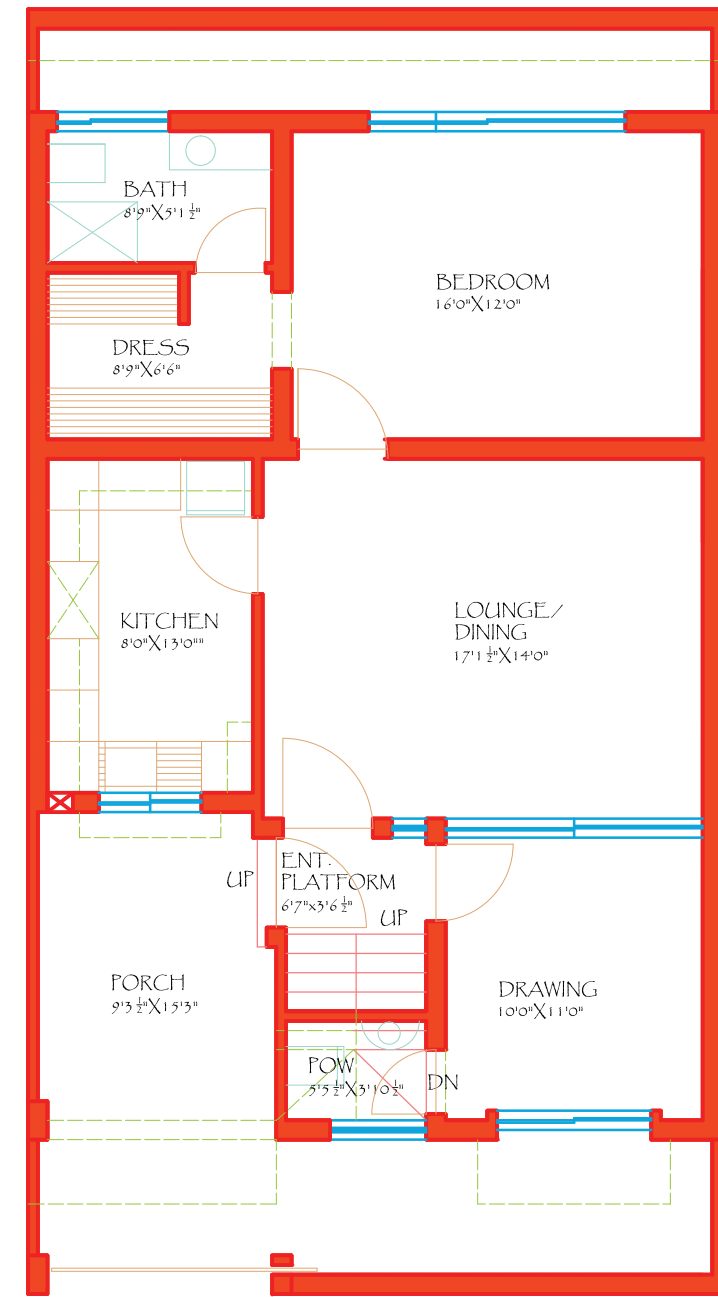 BATH
8'9"X5'1 ½"
BEDROOM
16'0"X12'0"
DRESS
8'9"X6'6"
KITCHEN
8'0"X13'0""
LOUNGE/
DINING
17'1 ½"X14'0"
ENT.
PLATFORM
6'7"x3'6 ½"
UP
UP
PORCH
9'3 ½"X15'3"
DRAWING
10'0"X11'0"
POW
5'5 ½"X3'10 ½"
DN